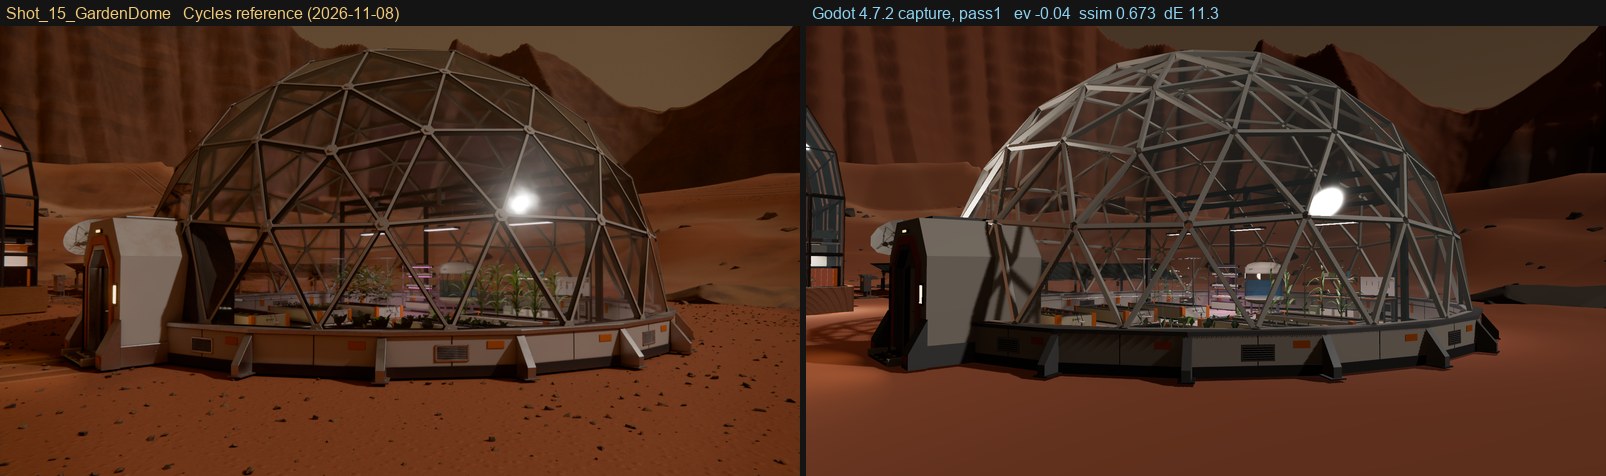 Shot_15_GardenDome Cycles reference (2026-11-08)
Godot 4.7.2 capture, pass1 ev -0.04 ssim 0.673 dE 11.3